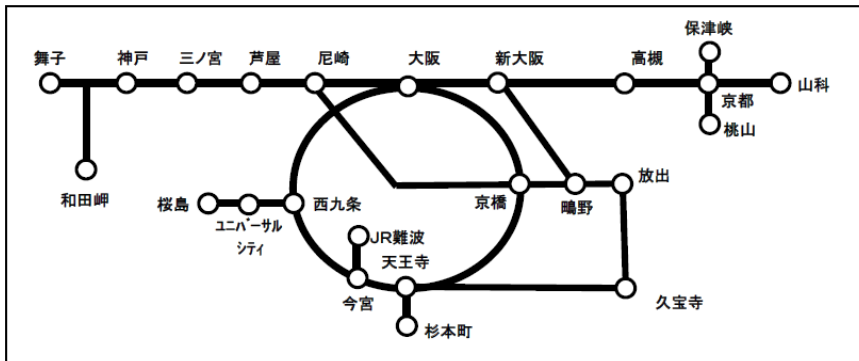 保津峡
舞子
神戸
三ノ宮
芦屋
尼崎
大阪
新大阪
高槻
山科
京都
桃山
和田岬
桜島
ユニバーサル
シティ
西九条
京橋
鴫野
放出
JR難波
天王寺
今宮
杉本町
久宝寺